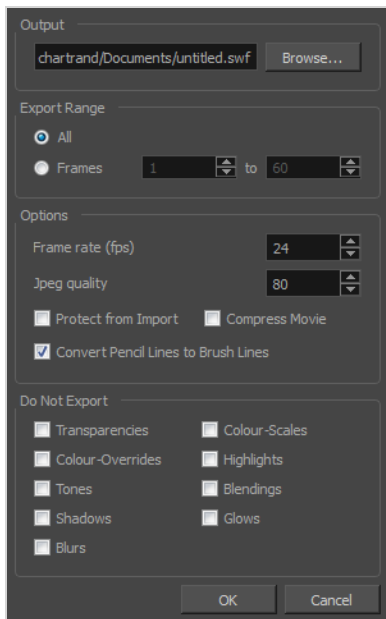 Output
chartrand/Documents/untitled.swf Browse...
Export Range
All
Frames 1 to 60
Options
Frame rate (fps) 24
Jpeg quality 80
Protect from Import Compress Movie
Convert Pencil Lines to Brush Lines
Do Not Export
Transparencies Colour-Scales
Colour-Overrides Highlights
Tones Blendings
Shadows Glows
Blurs
OK Cancel